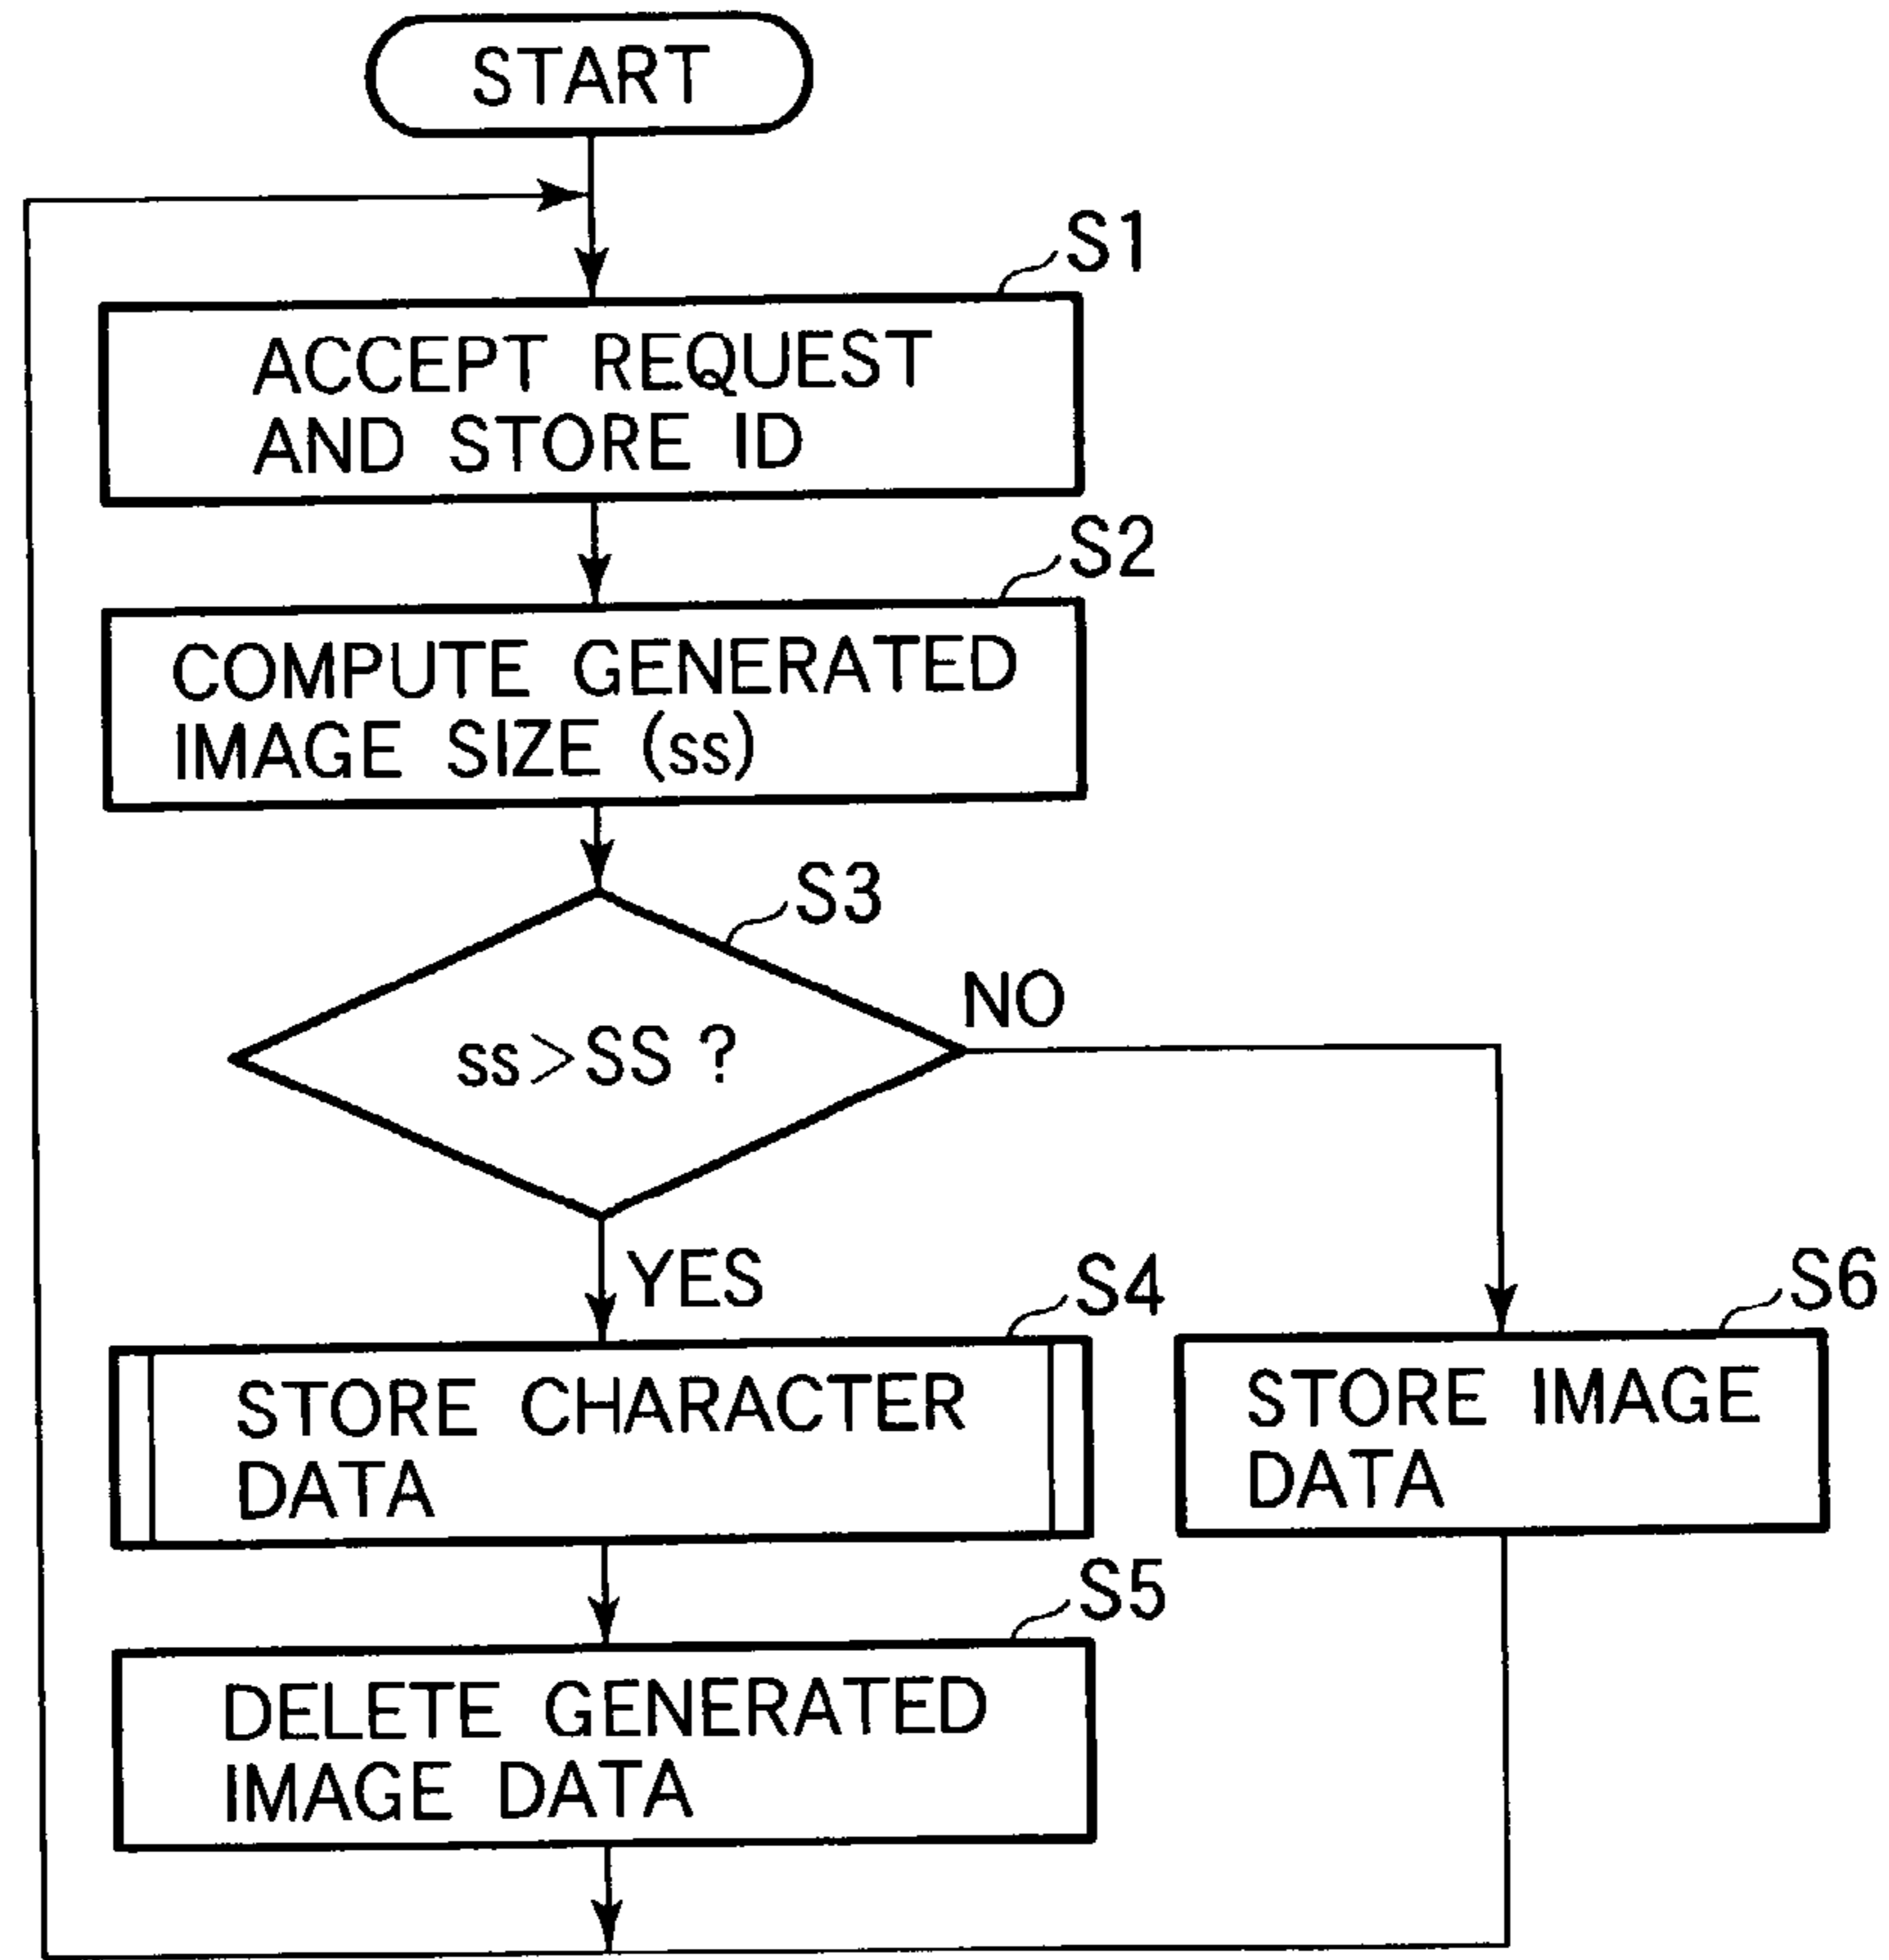 START
S1
ACCEPT REQUEST
AND STORE ID
S2
COMPUTE GENERATED
IMAGE SIZE (ss)
S3
ss>SS ?
NO
YES
S4
STORE CHARACTER
DATA
S6
STORE IMAGE
DATA
S5
DELETE GENERATED
IMAGE DATA